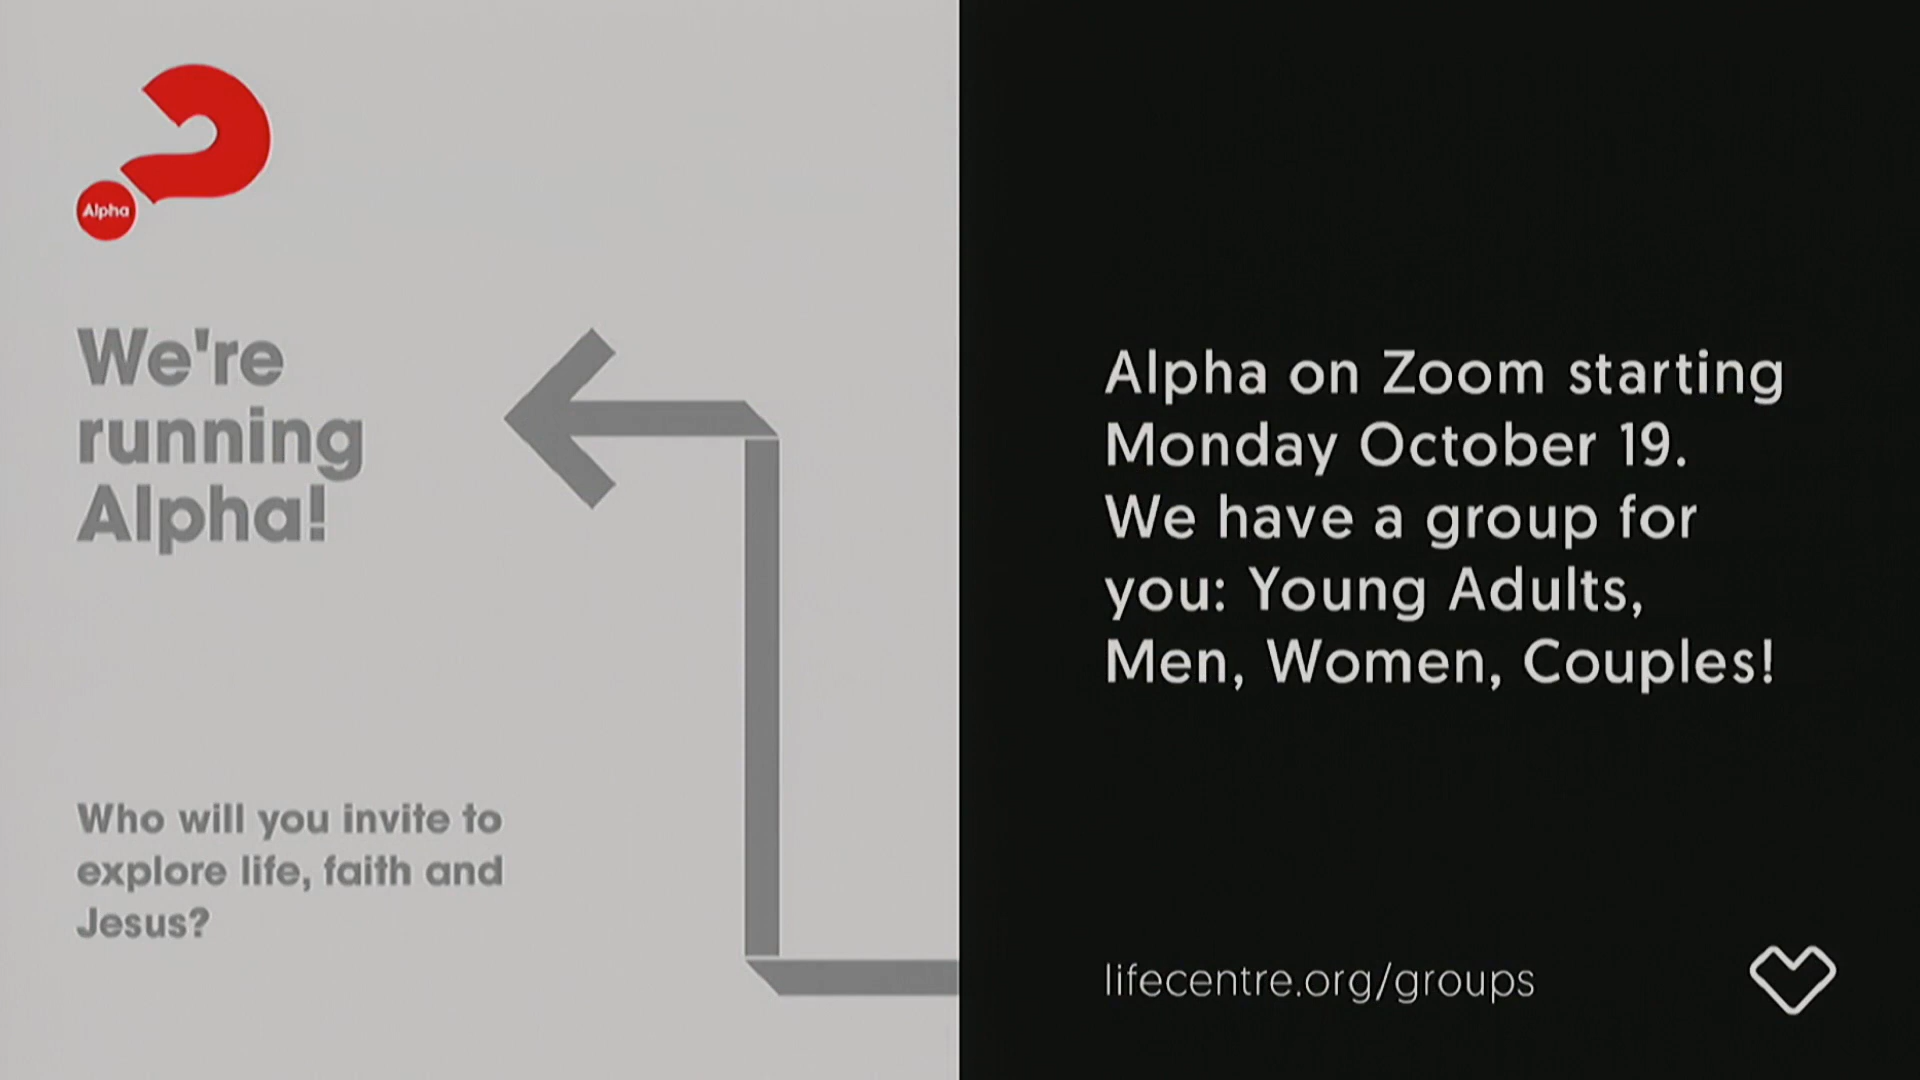 Alpha
We're
running
Alpha!
Who will you invite to
explore life, faith and
Jesus?
Alpha on Zoom starting
Monday October 19.
We have a group for
you: Young Adults,
Men, Women, Couples!
lifecentre.org/groups